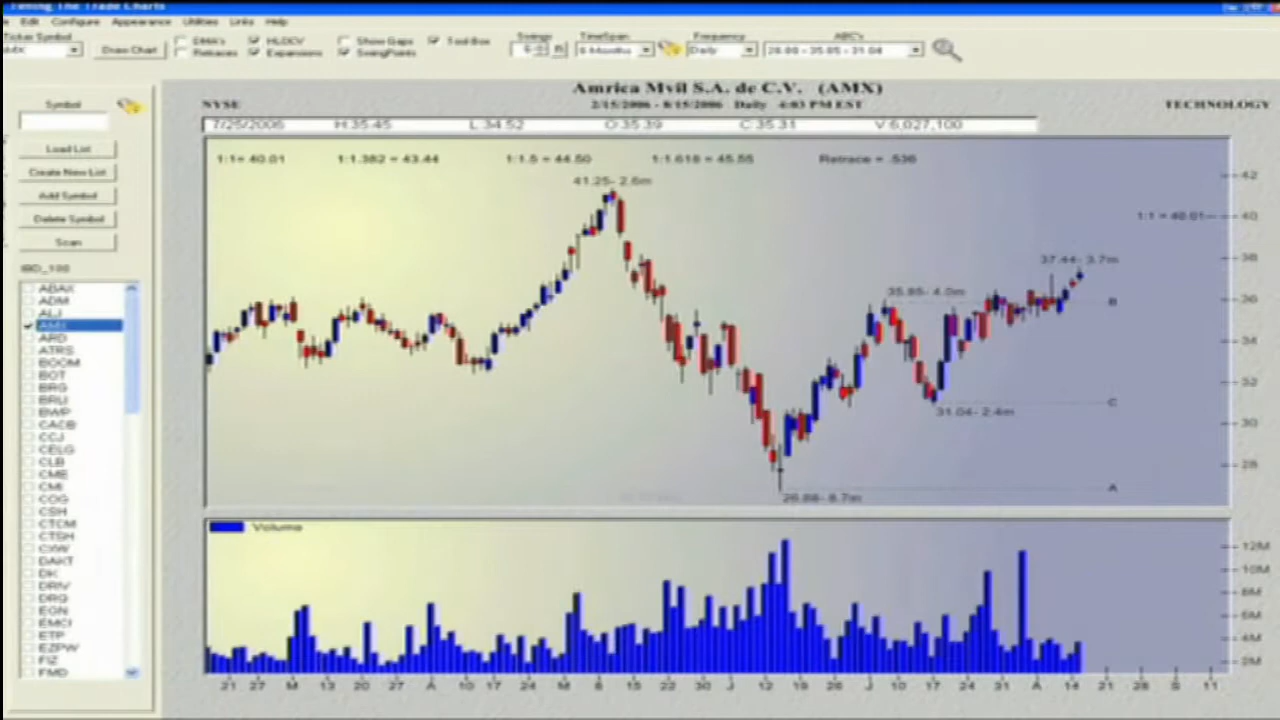 Timing The Trade Charts
Edit Configure Appearance Utilities Links Help
Ticker Symbol
AMX
Draw Chart
DMA's HLOCV Show Gaps Tool Box
Retraces Expansions SwingPoints
Swings
TimeSpan
6 Months
Frequency
Daily
ABC's
26.88 - 35.85 - 31.04
Symbol
Load List
Create New List
Add Symbol
Delete Symbol
Scan
IBD_100
ABAX
ADM
ALJ
AMX
ARD
ATRS
BOOM
BOT
BRG
BRLI
BWP
CACB
CCJ
CELG
CLB
CME
CMI
COG
CSH
CTCM
CTSH
CXW
DAKT
DK
DRIV
DRQ
EGN
EMCI
ETP
EZPW
FIZ
FMD
Amrica Mvil S.A. de C.V. (AMX)
NYSE 2/15/2006 - 8/15/2006 Daily 4:03 PM EST TECHNOLOGY
7/25/2006 H:35.45 L:34.52 O:35.39 C:35.31 V:6,027,100
1:1= 40.01 1:1.382 = 43.44 1:1.5 = 44.50 1:1.618 = 45.55 Retrace = .536
41.25- 2.6m
42
1:1 = 40.01
40
37.44- 3.7m
38
35.85- 4.0m
B
36
34
32
C
31.04- 2.4m
30
28
A
26.88- 6.7m
Volume
12M
10M
8M
6M
4M
2M
21 27 M 13 20 27 A 10 17 24 M 8 15 22 30 J 12 19 26 J 10 17 24 31 A 14 21 28 S 11